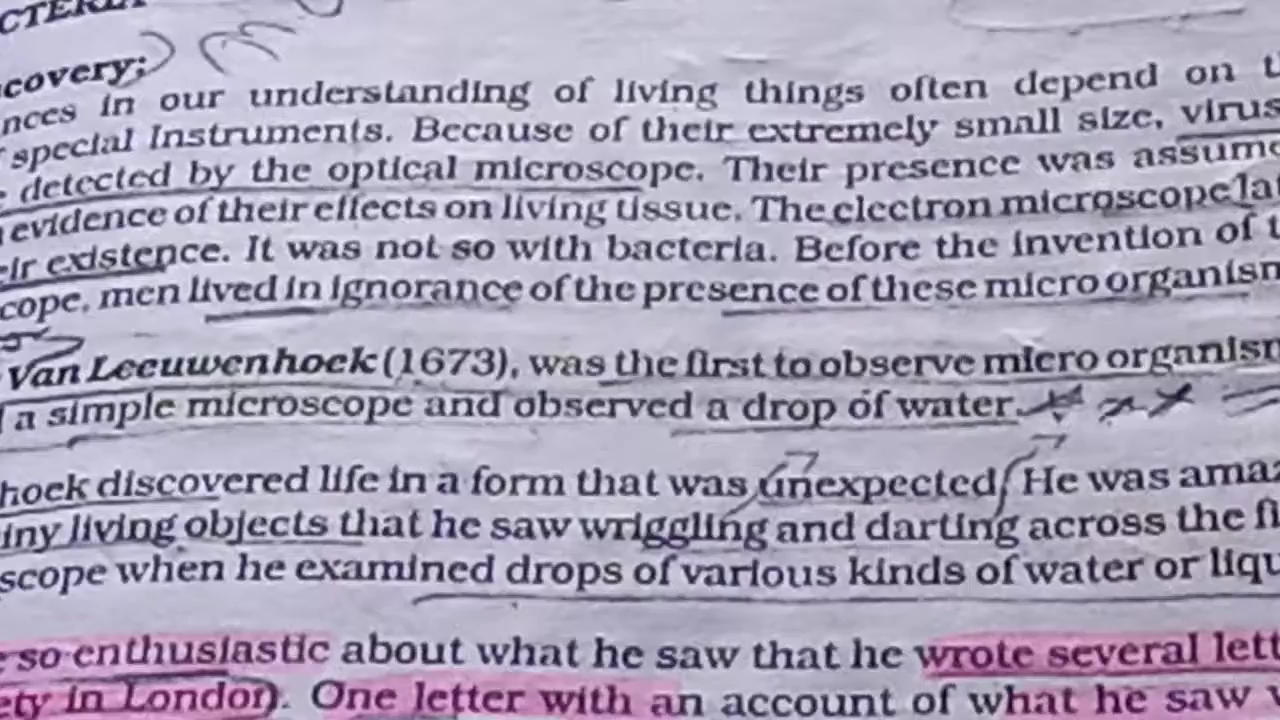 CTERIA
covery;
nces in our understanding of living things often depend on t
special Instruments. Because of their extremely small size, virus
detected by the optical microscope. Their presence was assume
evidence of their effects on living tissue. The electron microscope lat
eir existence. It was not so with bacteria. Before the invention of t
cope, men lived in ignorance of the presence of these micro organism
Van Leeuwenhoek (1673), was the first to observe micro organism
a simple microscope and observed a drop of water.
hoek discovered life in a form that was unexpected. He was amaz
iny living objects that he saw wriggling and darting across the fi
scope when he examined drops of various kinds of water or liqu
so enthusiastic about what he saw that he wrote several lett
ety in London). One letter with an account of what he saw w